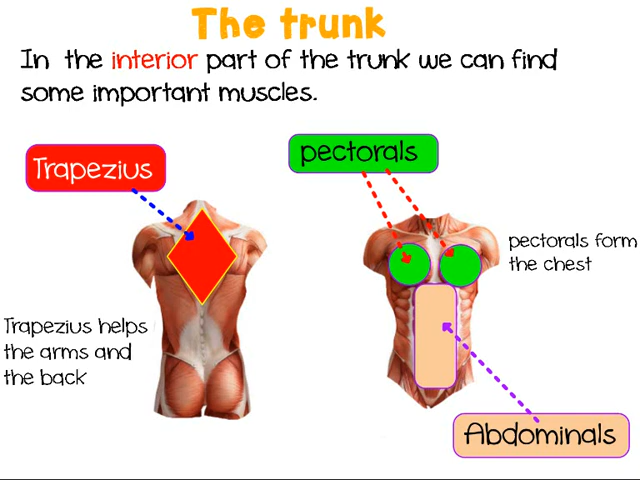 The trunk
In the interior part of the trunk we can find
some important muscles.
Trapezius
pectorals
pectorals form
the chest
Trapezius helps
the arms and
the back
Abdominals